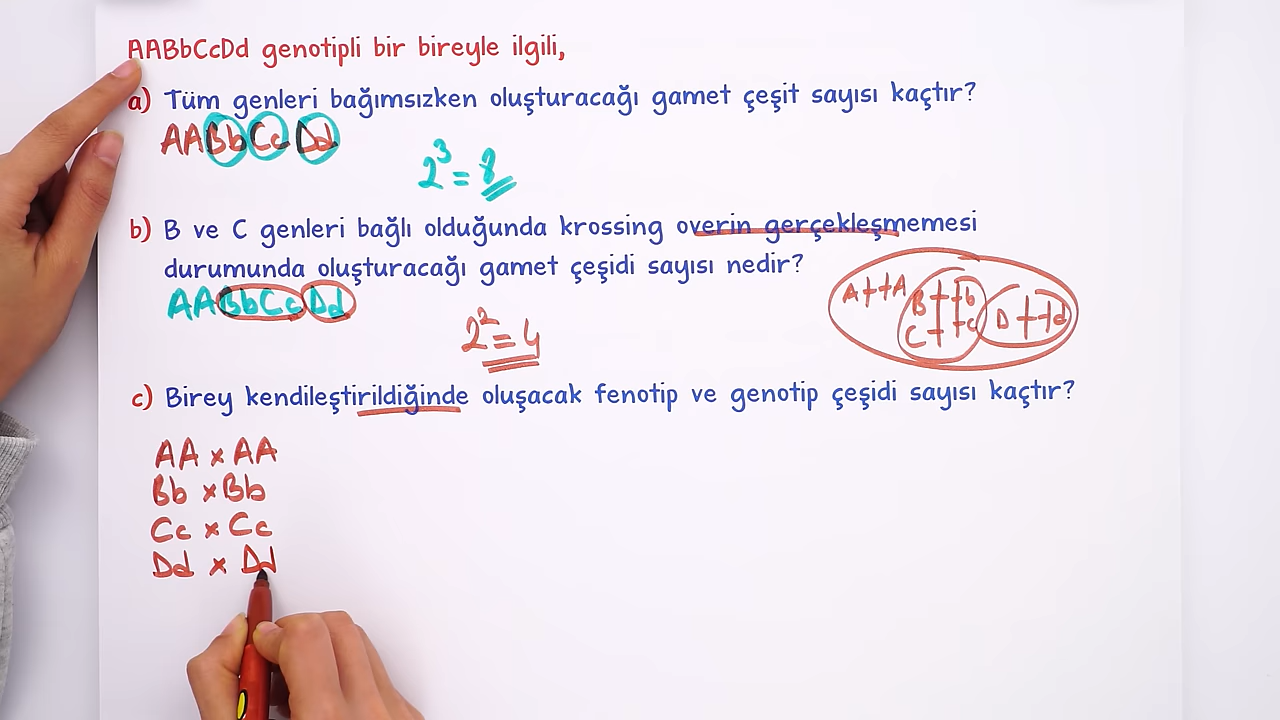 AABbCcDd genotipli bir bireyle ilgili,
a) Tüm genleri bağımsızken oluşturacağı gamet çeşit sayısı kaçtır?
AABbCcDd
2³ = 8
b) B ve C genleri bağlı olduğunda krossing overin gerçekleşmemesi
durumunda oluşturacağı gamet çeşidi sayısı nedir?
AABbCcDd
2² = 4
A A B b D d
C c
c) Birey kendileştirildiğinde oluşacak fenotip ve genotip çeşidi sayısı kaçtır?
AA x AA
Bb x Bb
Cc x Cc
Dd x Dd